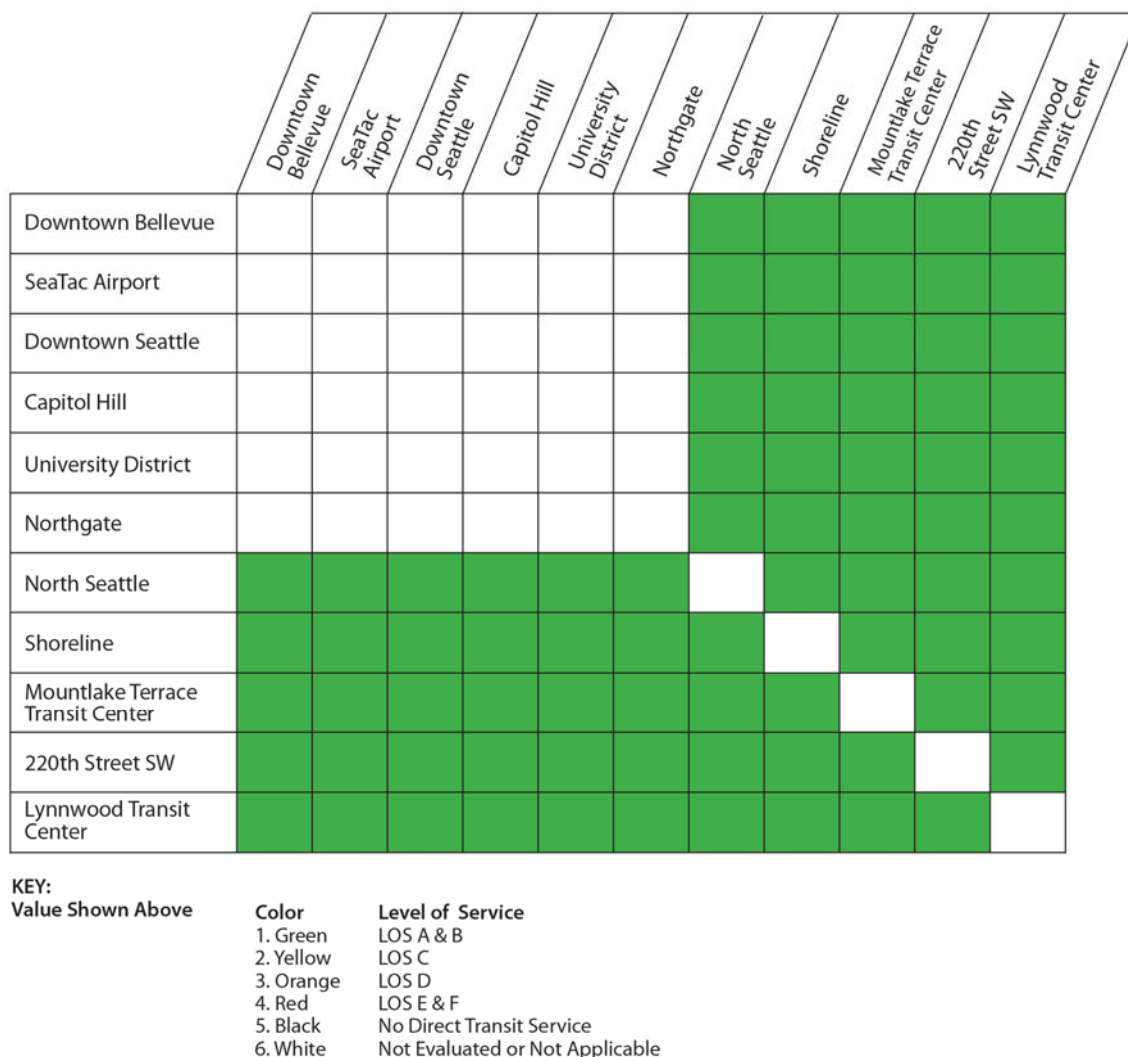 Downtown
Bellevue
SeaTac
Airport
Downtown
Seattle
Capitol Hill
University
District
Northgate
North
Seattle
Shoreline
Mountlake Terrace
Transit Center
220th
Street SW
Lynnwood
Transit Center
Downtown Bellevue
SeaTac Airport
Downtown Seattle
Capitol Hill
University District
Northgate
North Seattle
Shoreline
Mountlake Terrace
Transit Center
220th Street SW
Lynnwood Transit
Center
KEY:
Value Shown Above
Color Level of Service
1. Green LOS A & B
2. Yellow LOS C
3. Orange LOS D
4. Red LOS E & F
5. Black No Direct Transit Service
6. White Not Evaluated or Not Applicable